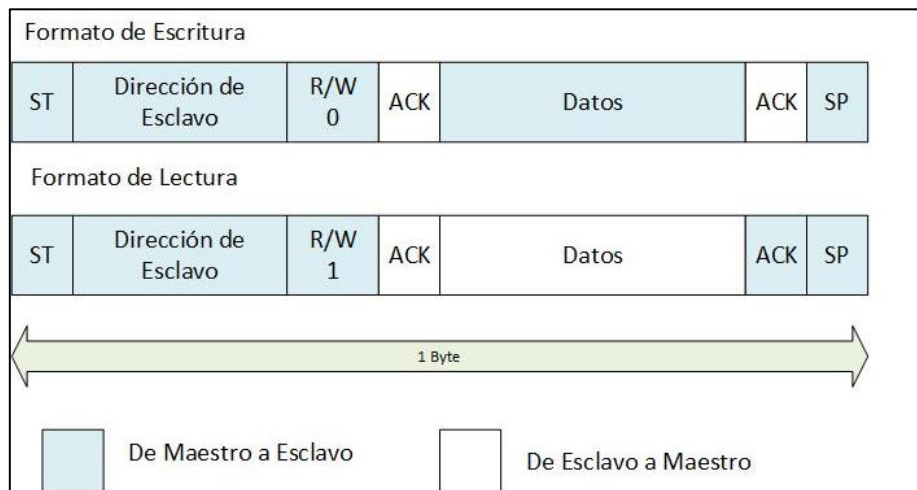 Formato de Escritura
ST Dirección de Esclavo R/W 0 ACK Datos ACK SP
Formato de Lectura
ST Dirección de Esclavo R/W 1 ACK Datos ACK SP
1 Byte
De Maestro a Esclavo
De Esclavo a Maestro